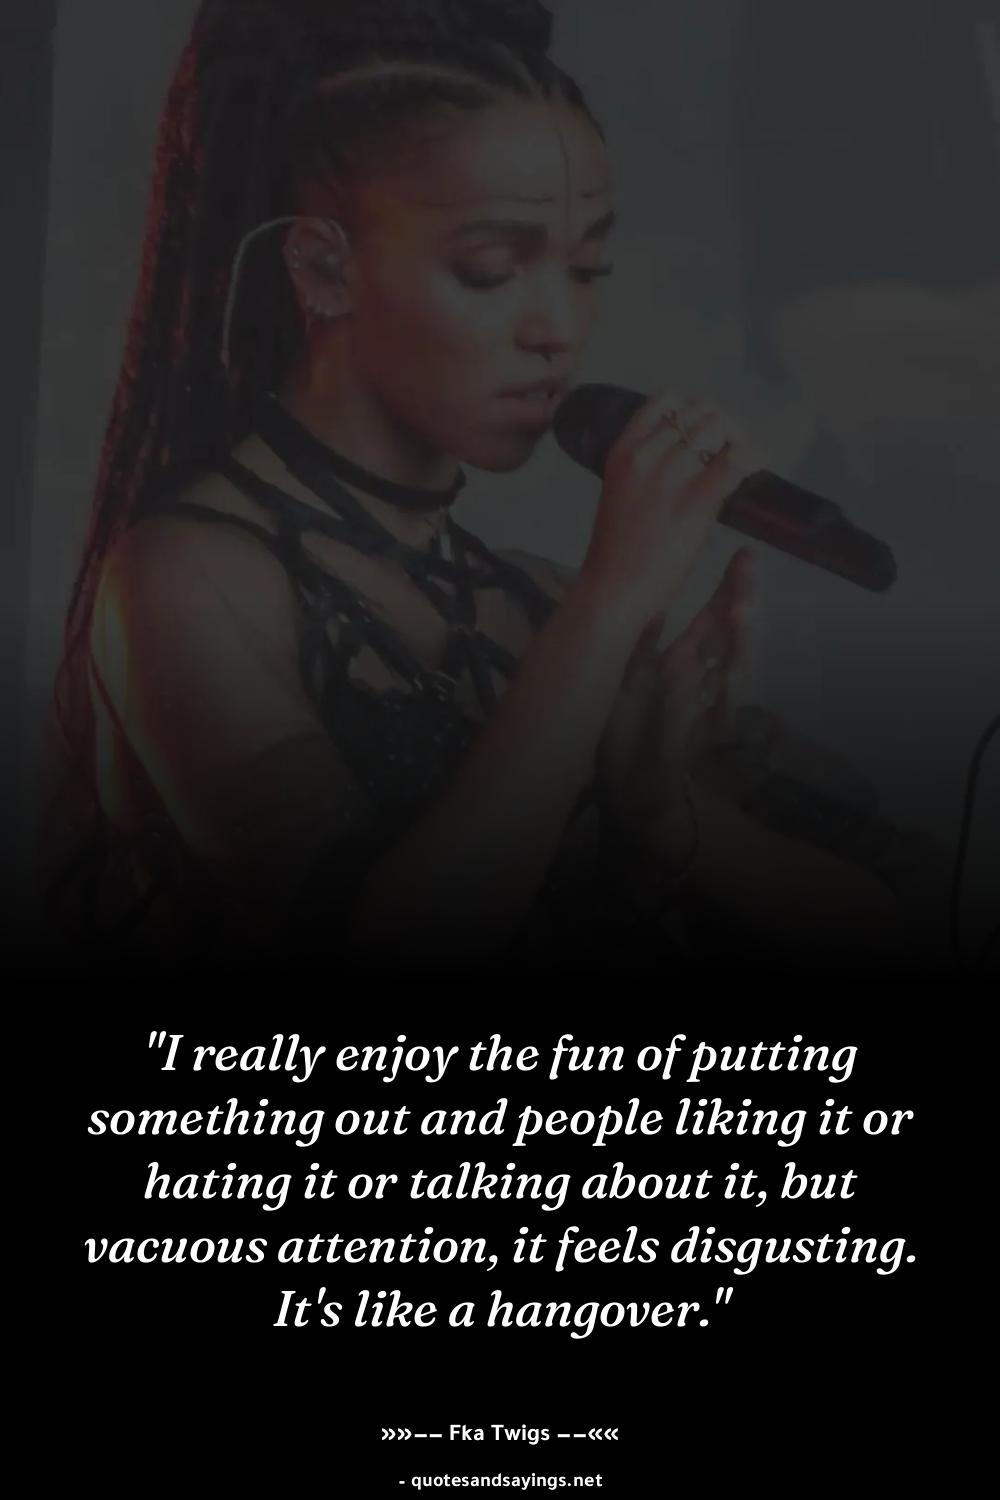 "I really enjoy the fun of putting
something out and people liking it or
hating it or talking about it, but
vacuous attention, it feels disgusting.
It's like a hangover."
»»–– Fka Twigs ––««
- quotesandsayings.net